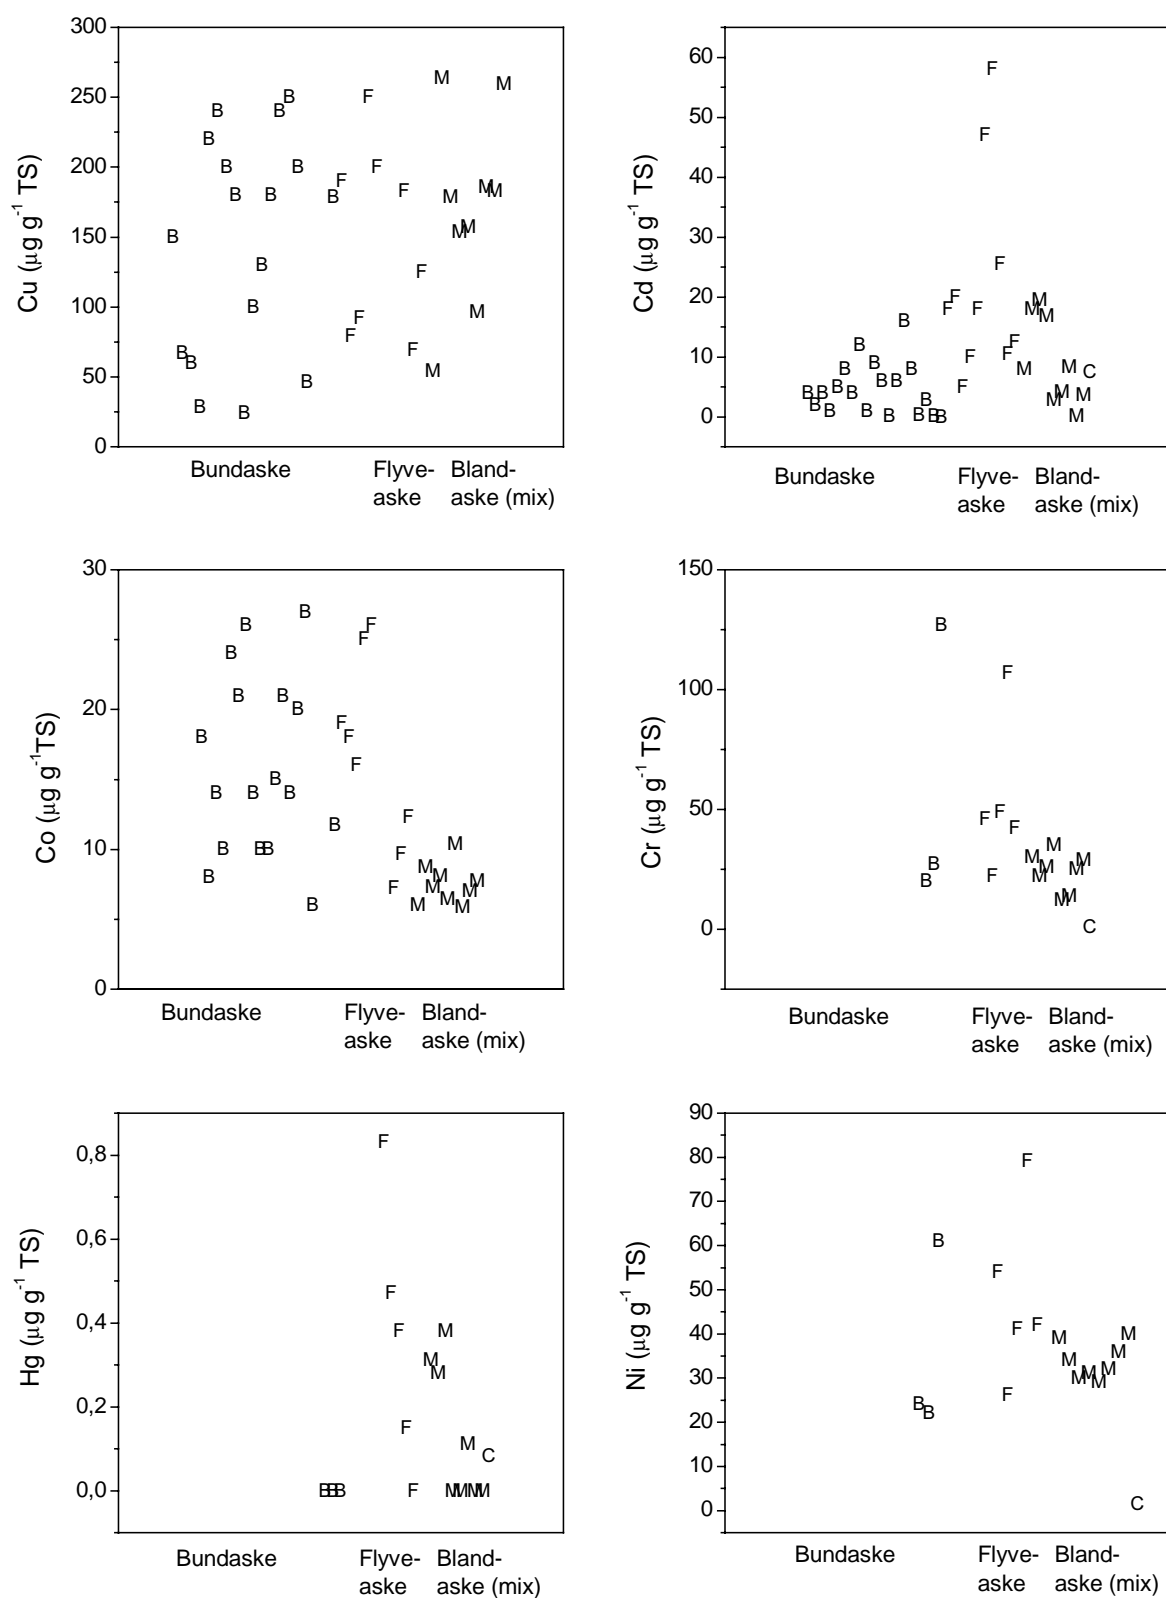 300
250
200
150
100
50
0
Cu (µg g⁻¹ TS)
B B B B B B B B B B B B B B B B B B
F F F F F F F F
M M M M M M M M M
Bundaske
Flyve-
aske
Bland-
aske (mix)
60
50
40
30
20
10
0
Cd (µg g⁻¹ TS)
B B B B B B B B B B B B B B B B B B B
F F F F F F F F F
M M M M M M M M M
C
Bundaske
Flyve-
aske
Bland-
aske (mix)
30
20
10
0
Co (µg g⁻¹TS)
B B B B B B B B B B B B B B B B B
F F F F F F F F
M M M M M M M M M
Bundaske
Flyve-
aske
Bland-
aske (mix)
150
100
50
0
Cr (µg g⁻¹ TS)
B B B
F F F F F
M M M M M M M M
C
Bundaske
Flyve-
aske
Bland-
aske (mix)
0,8
0,6
0,4
0,2
0,0
Hg (µg g⁻¹ TS)
B B B
F F F F F
M M M M M M M M
C
Bundaske
Flyve-
aske
Bland-
aske (mix)
90
80
70
60
50
40
30
20
10
0
Ni (µg g⁻¹ TS)
B B B
F F F F F
M M M M M M M M
C
Bundaske
Flyve-
aske
Bland-
aske (mix)